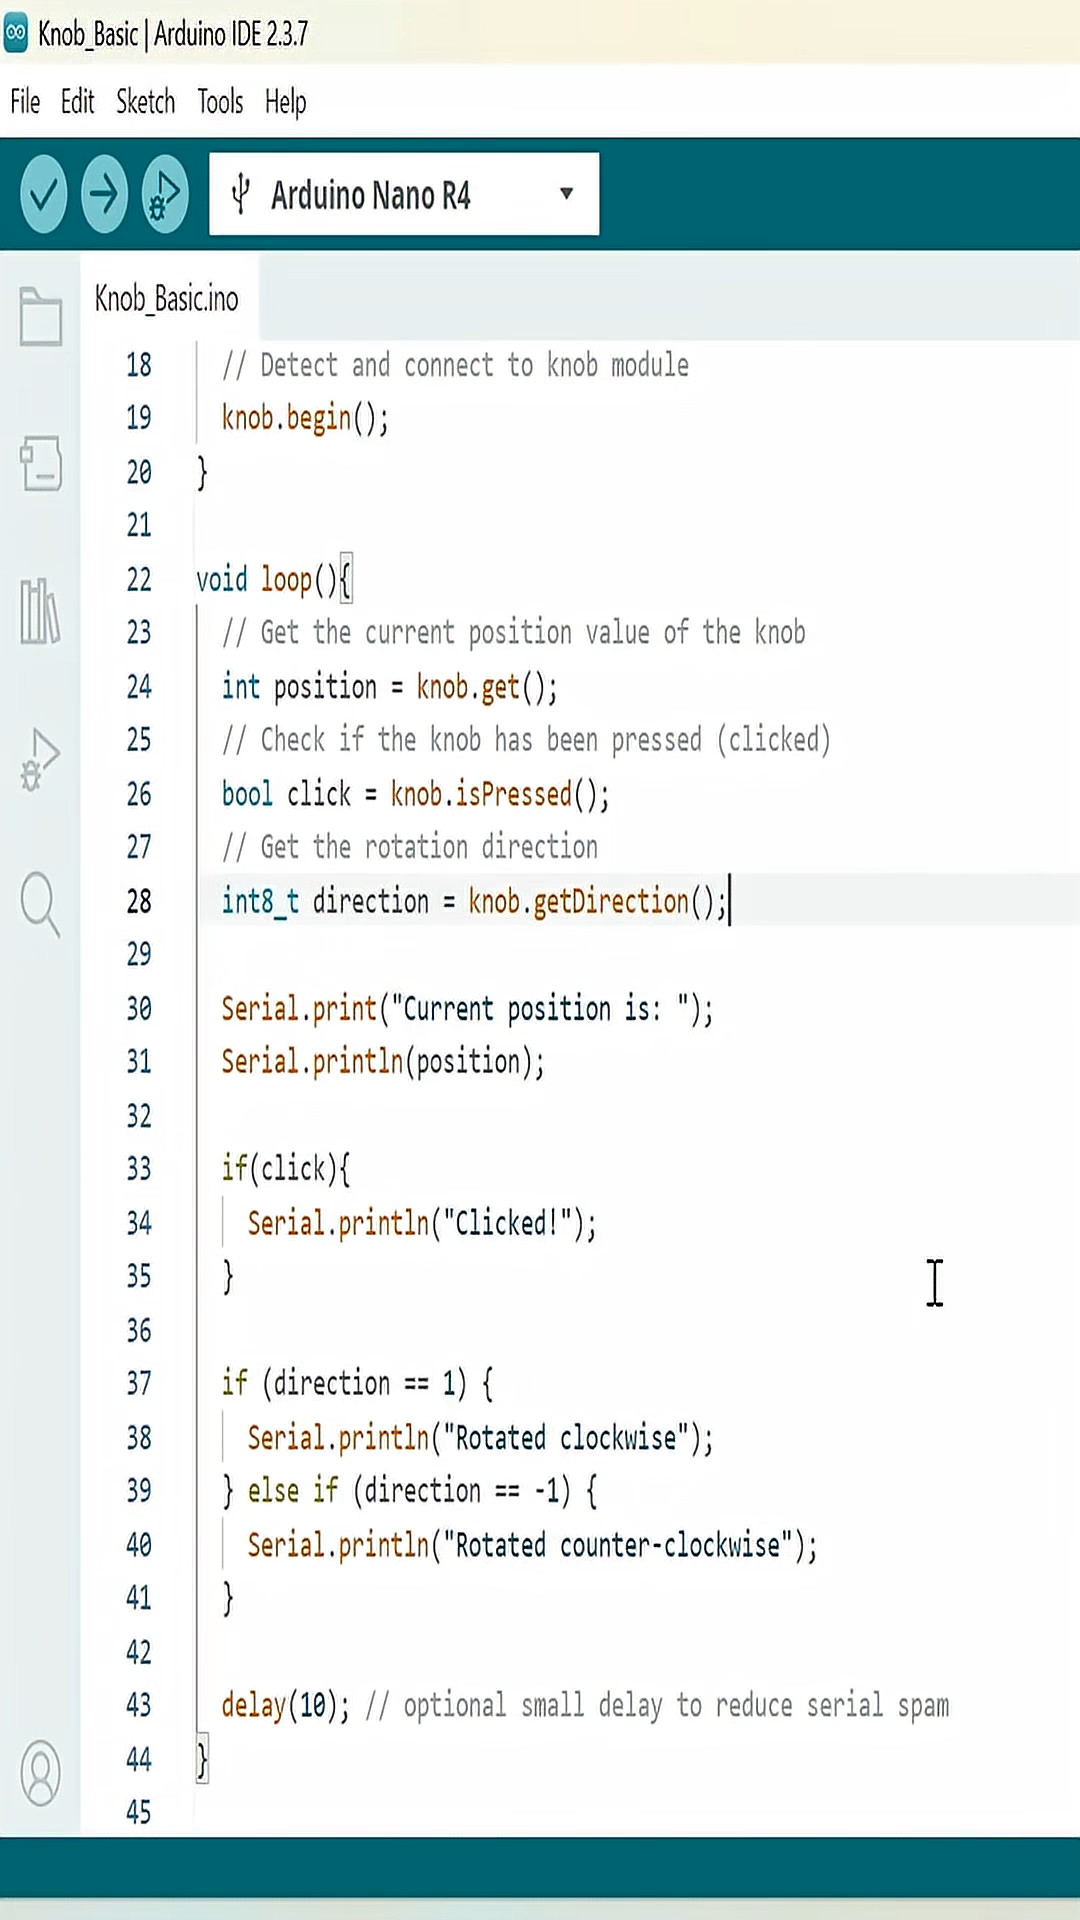 Knob_Basic | Arduino IDE 2.3.7
File Edit Sketch Tools Help
Arduino Nano R4
Knob_Basic.ino
18 // Detect and connect to knob module
19 knob.begin();
20 }
21
22 void loop(){
23 // Get the current position value of the knob
24 int position = knob.get();
25 // Check if the knob has been pressed (clicked)
26 bool click = knob.isPressed();
27 // Get the rotation direction
28 int8_t direction = knob.getDirection();
29
30 Serial.print("Current position is: ");
31 Serial.println(position);
32
33 if(click){
34 Serial.println("Clicked!");
35 }
36
37 if (direction == 1) {
38 Serial.println("Rotated clockwise");
39 } else if (direction == -1) {
40 Serial.println("Rotated counter-clockwise");
41 }
42
43 delay(10); // optional small delay to reduce serial spam
44 }
45